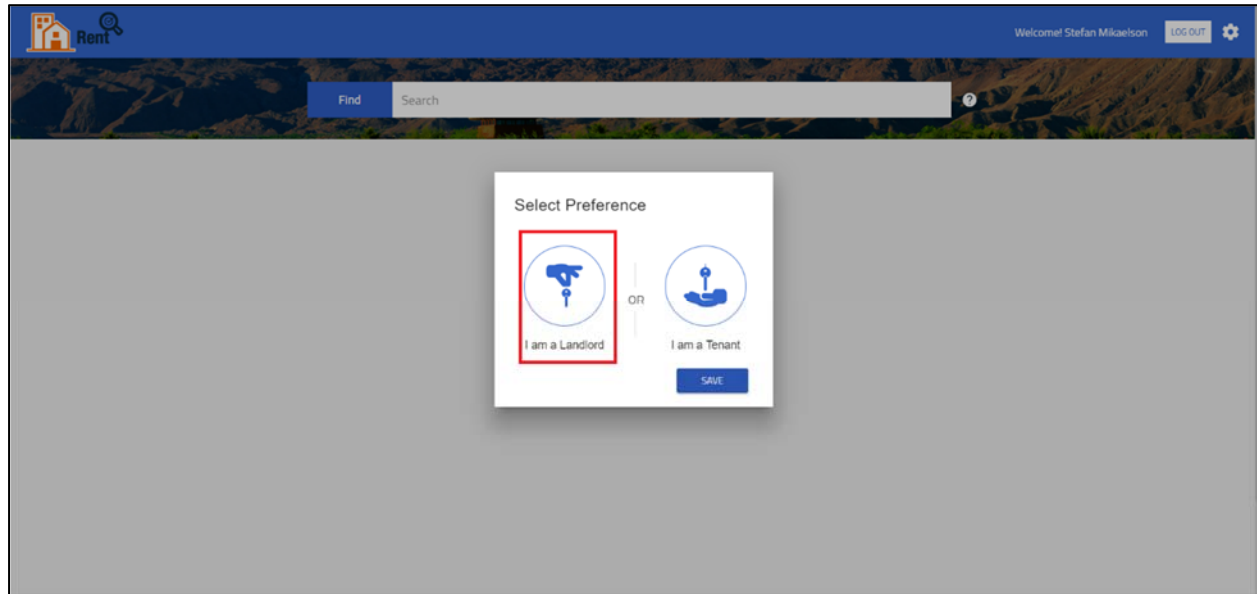 Rent
Welcome! Stefan Mikaelson LOG OUT
Find Search
Select Preference
OR
I am a Landlord I am a Tenant
SAVE